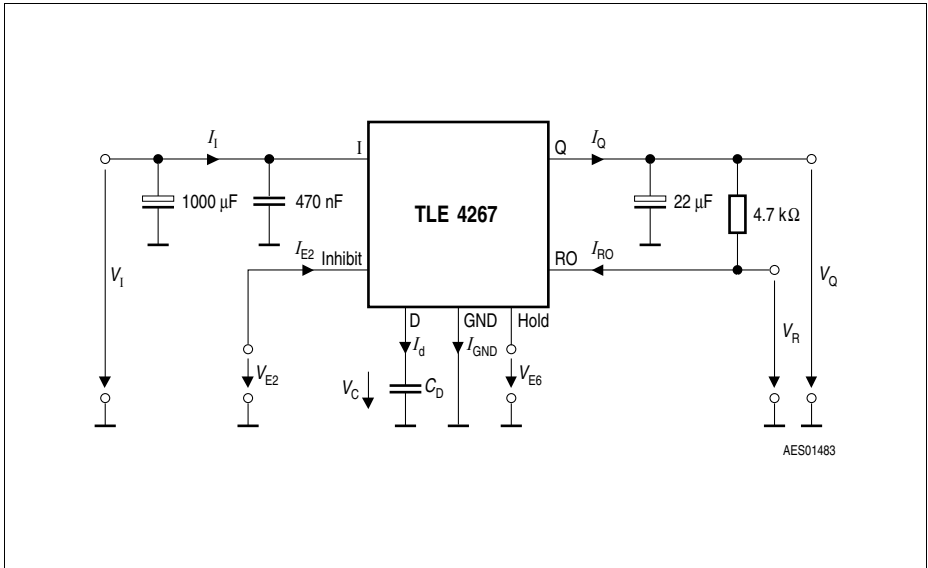 I_I
I
Q
I_Q
1000 µF
470 nF
TLE 4267
22 µF
4.7 kΩ
I_E2
Inhibit
RO
I_RO
V_I
V_Q
D
GND
Hold
I_d
I_GND
V_R
V_E2
V_C
C_D
V_E6
AES01483